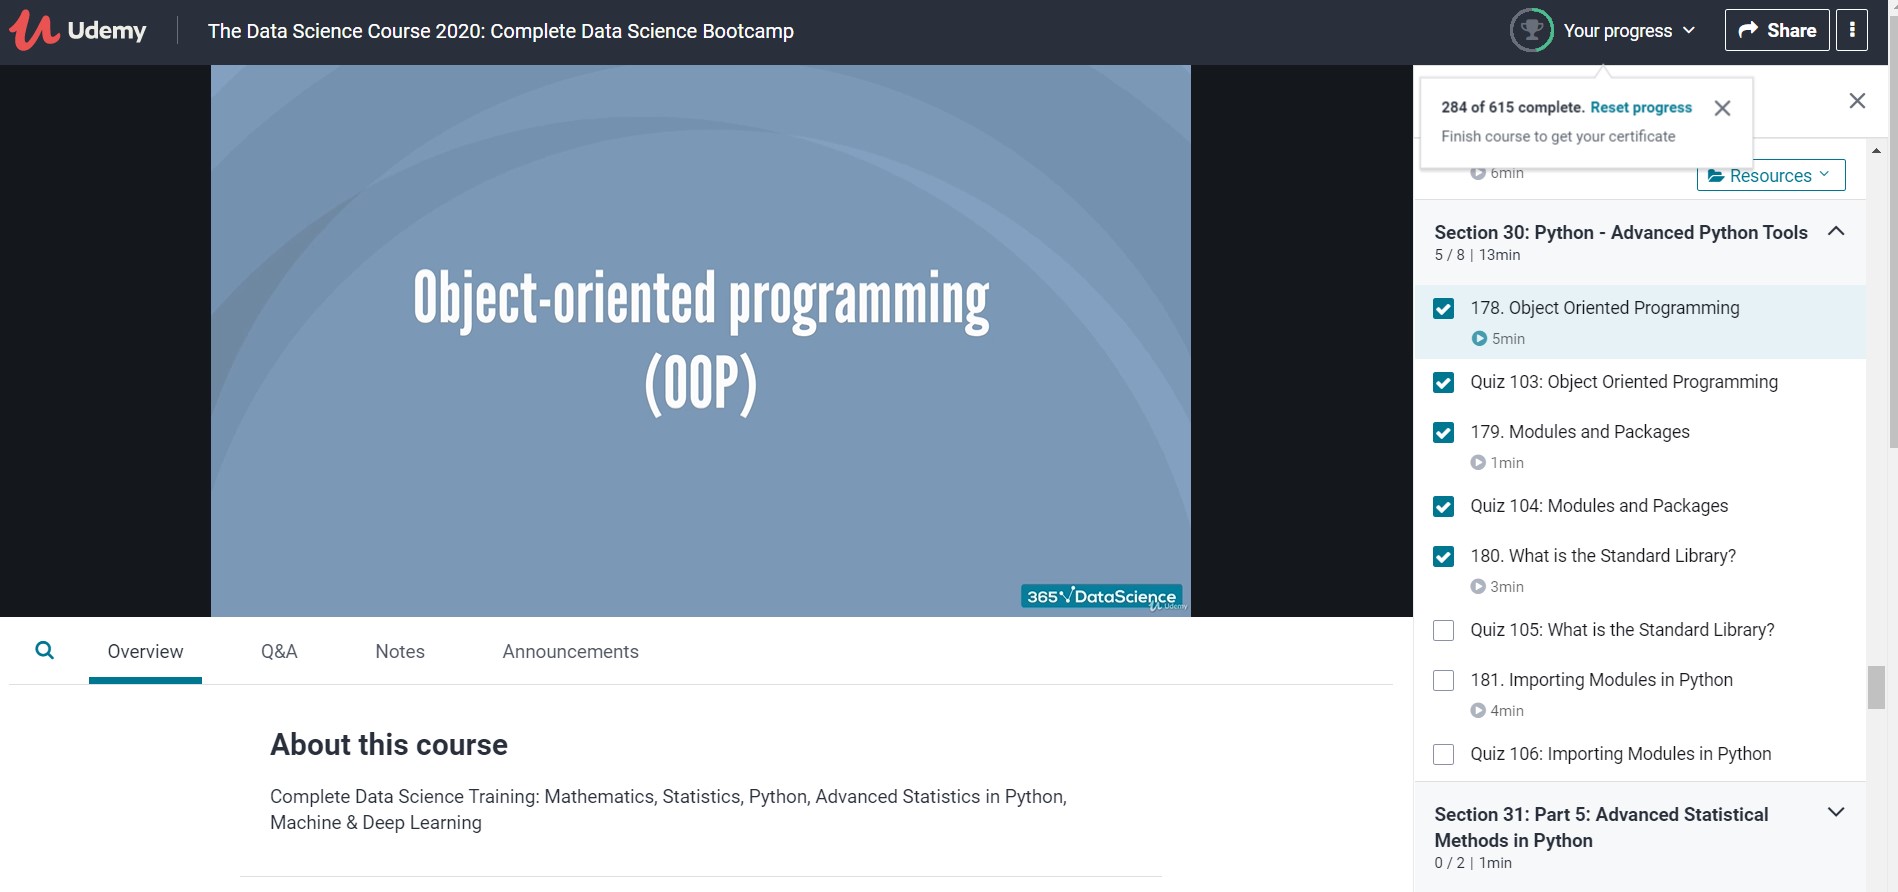 Udemy
The Data Science Course 2020: Complete Data Science Bootcamp
Your progress
Share
284 of 615 complete. Reset progress
Finish course to get your certificate
6min
Resources
Object-oriented programming
(OOP)
365 DataScience
Udemy
Section 30: Python - Advanced Python Tools
5 / 8 | 13min
178. Object Oriented Programming
5min
Quiz 103: Object Oriented Programming
179. Modules and Packages
1min
Quiz 104: Modules and Packages
180. What is the Standard Library?
3min
Quiz 105: What is the Standard Library?
181. Importing Modules in Python
4min
Quiz 106: Importing Modules in Python
Section 31: Part 5: Advanced Statistical
Methods in Python
0 / 2 | 1min
Overview
Q&A
Notes
Announcements
About this course
Complete Data Science Training: Mathematics, Statistics, Python, Advanced Statistics in Python,
Machine & Deep Learning